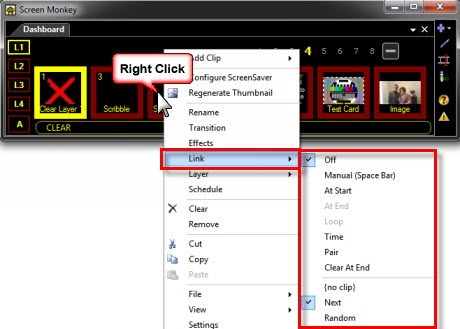 Screen Monkey
Dashboard
L1
L2
L3
L4
A
4 5 6 7 8
1
Clear Layer
3
Scribble
Test Card
Image
CLEAR
Right Click
Add Clip
Configure ScreenSaver
Regenerate Thumbnail
Rename
Transition
Effects
Link
Layer
Schedule
Clear
Remove
Cut
Copy
Paste
File
View
Settings
Off
Manual (Space Bar)
At Start
At End
Loop
Time
Pair
Clear At End
{no clip}
Next
Random